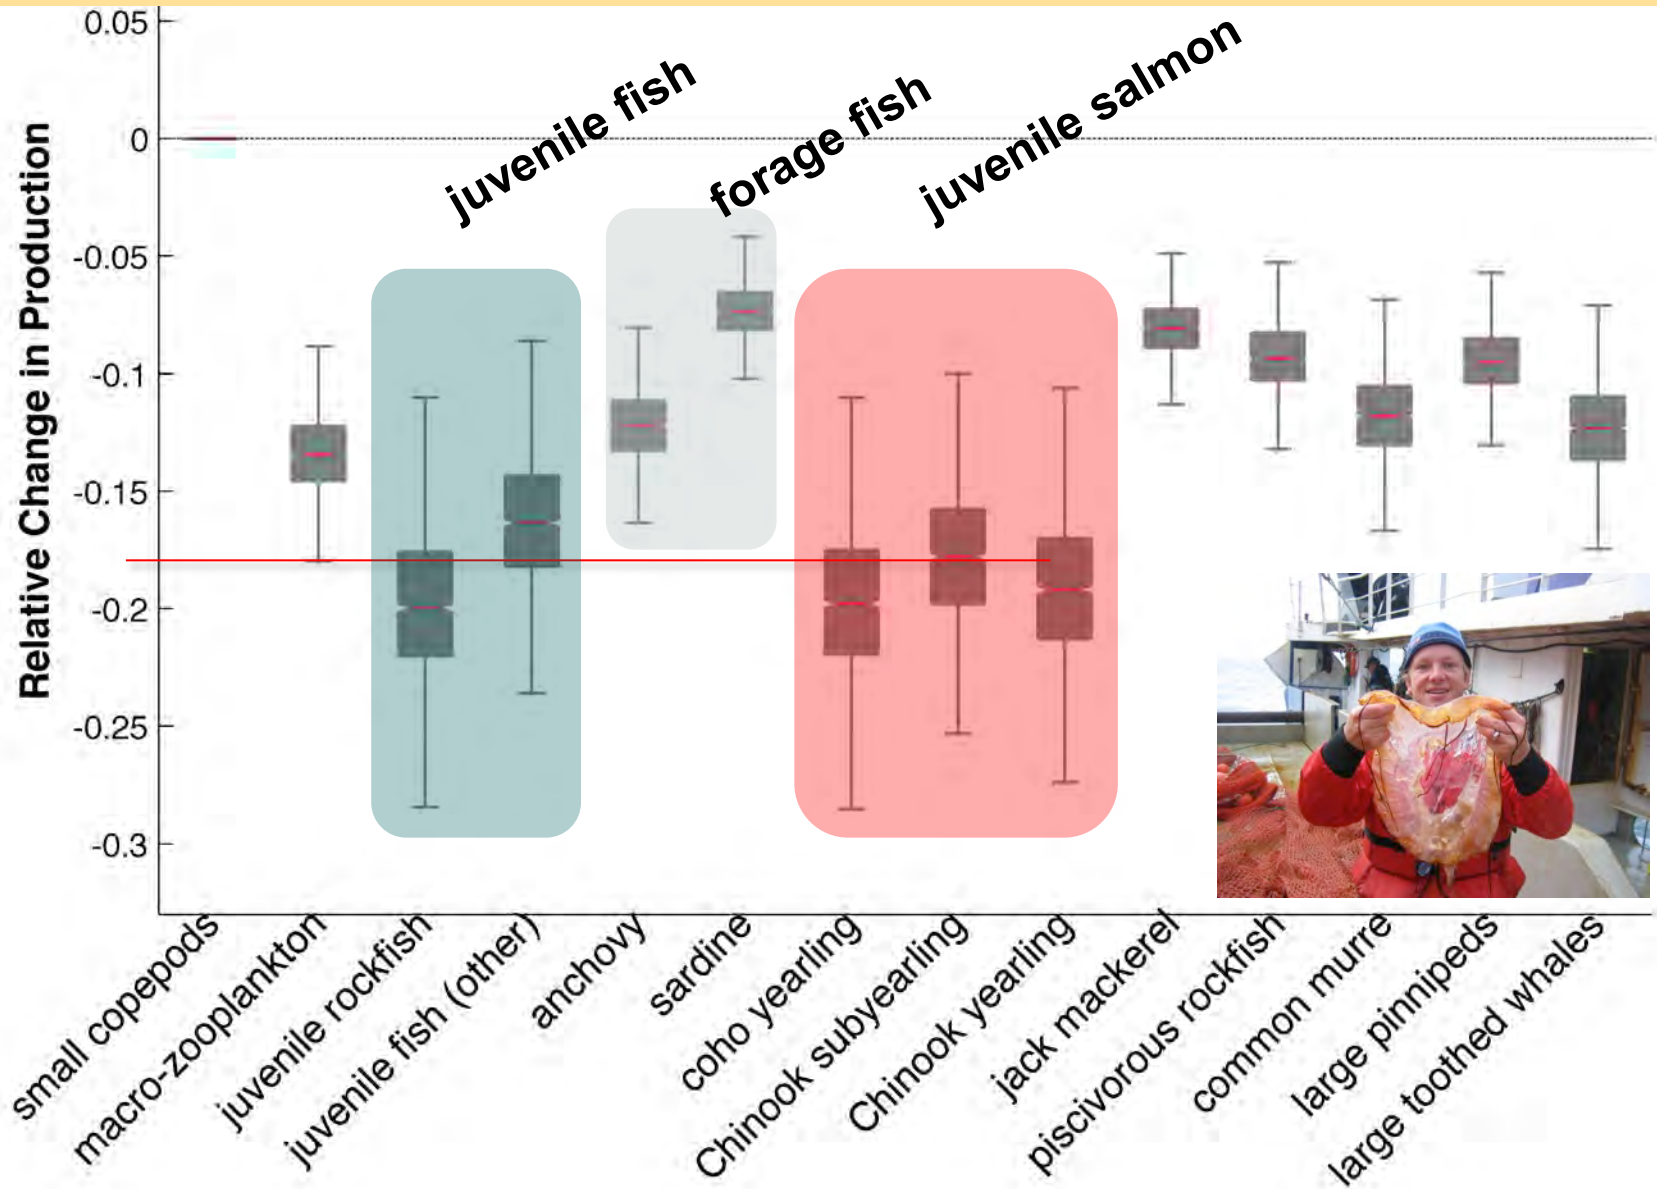 juvenile fish
forage fish
juvenile salmon
Relative Change in Production
0.05
0
-0.05
-0.1
-0.15
-0.2
-0.25
-0.3
small copepods
macro-zooplankton
juvenile rockfish
juvenile fish (other)
anchovy
sardine
coho yearling
Chinook subyearling
Chinook yearling
jack mackerel
piscivorous rockfish
common murre
large pinnipeds
large toothed whales